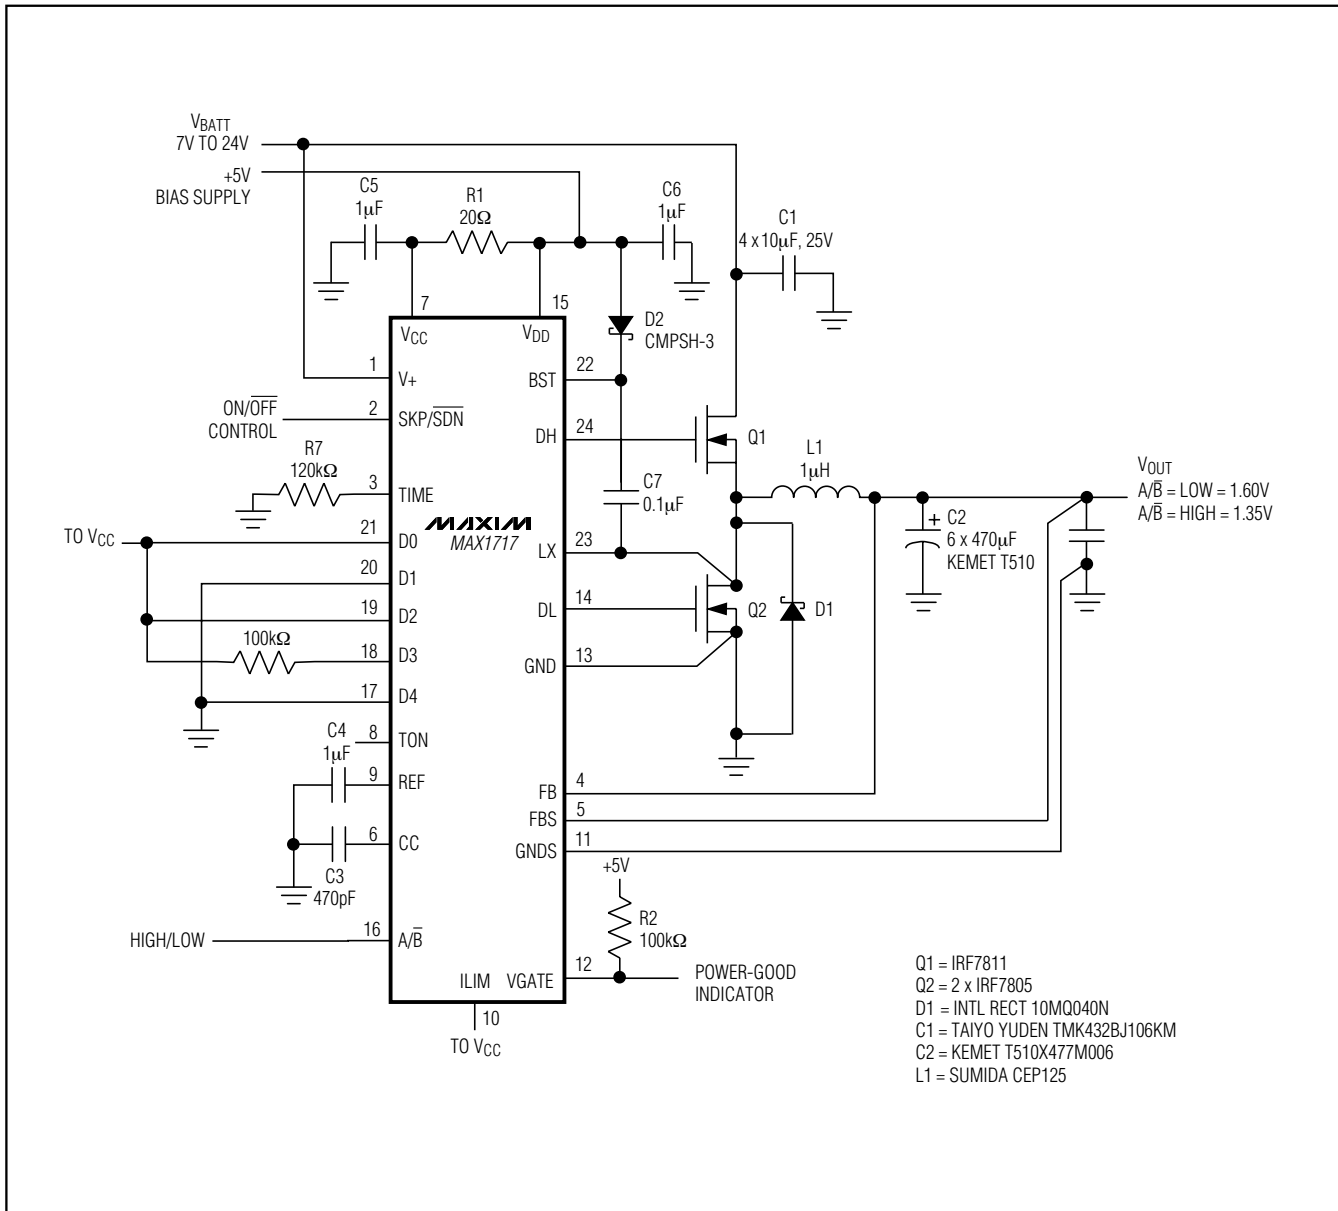 VBATT
7V TO 24V
+5V
BIAS SUPPLY
C5
1μF
R1
20Ω
C6
1μF
C1
4 x 10μF, 25V
7
15
VCC
VDD
D2
CMPSH-3
1
V+
22
BST
ON/OFF
CONTROL
2
SKP/SDN
24
DH
Q1
R7
120kΩ
3
TIME
L1
1μH
C7
0.1μF
VOUT
A/B = LOW = 1.60V
A/B = HIGH = 1.35V
TO VCC
21
D0
MAXIM
MAX1717
23
LX
+
C2
6 x 470μF
KEMET T510
20
D1
19
D2
14
DL
Q2
D1
100kΩ
18
D3
13
GND
17
D4
C4
1μF
8
TON
9
REF
4
FB
5
FBS
6
CC
11
GNDS
C3
470pF
+5V
R2
100kΩ
HIGH/LOW
16
A/B
ILIM
VGATE
12
POWER-GOOD
INDICATOR
10
TO VCC
Q1 = IRF7811
Q2 = 2 x IRF7805
D1 = INTL RECT 10MQ040N
C1 = TAIYO YUDEN TMK432BJ106KM
C2 = KEMET T510X477M006
L1 = SUMIDA CEP125